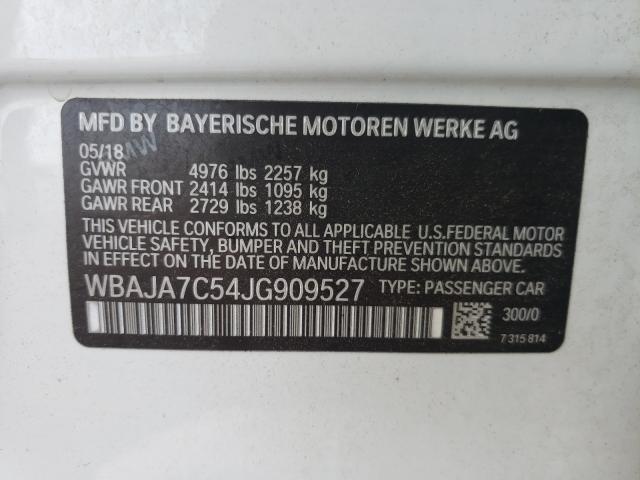 MFD BY BAYERISCHE MOTOREN WERKE AG
05/18
GVWR 4976 lbs 2257 kg
GAWR FRONT 2414 lbs 1095 kg
GAWR REAR 2729 lbs 1238 kg
THIS VEHICLE CONFORMS TO ALL APPLICABLE U.S.FEDERAL MOTOR
VEHICLE SAFETY, BUMPER AND THEFT PREVENTION STANDARDS
IN EFFECT ON THE DATE OF MANUFACTURE SHOWN ABOVE.
WBAJA7C54JG909527 TYPE: PASSENGER CAR
300/0
7 315 814